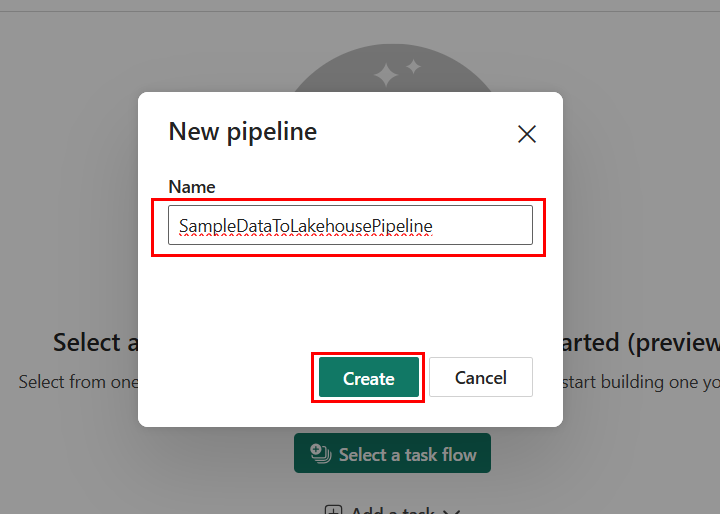 New pipeline
Name
SampleDataToLakehousePipeline
Select a
arted (preview
Select from one
start building one yo
Create
Cancel
Select a task flow
Add a task